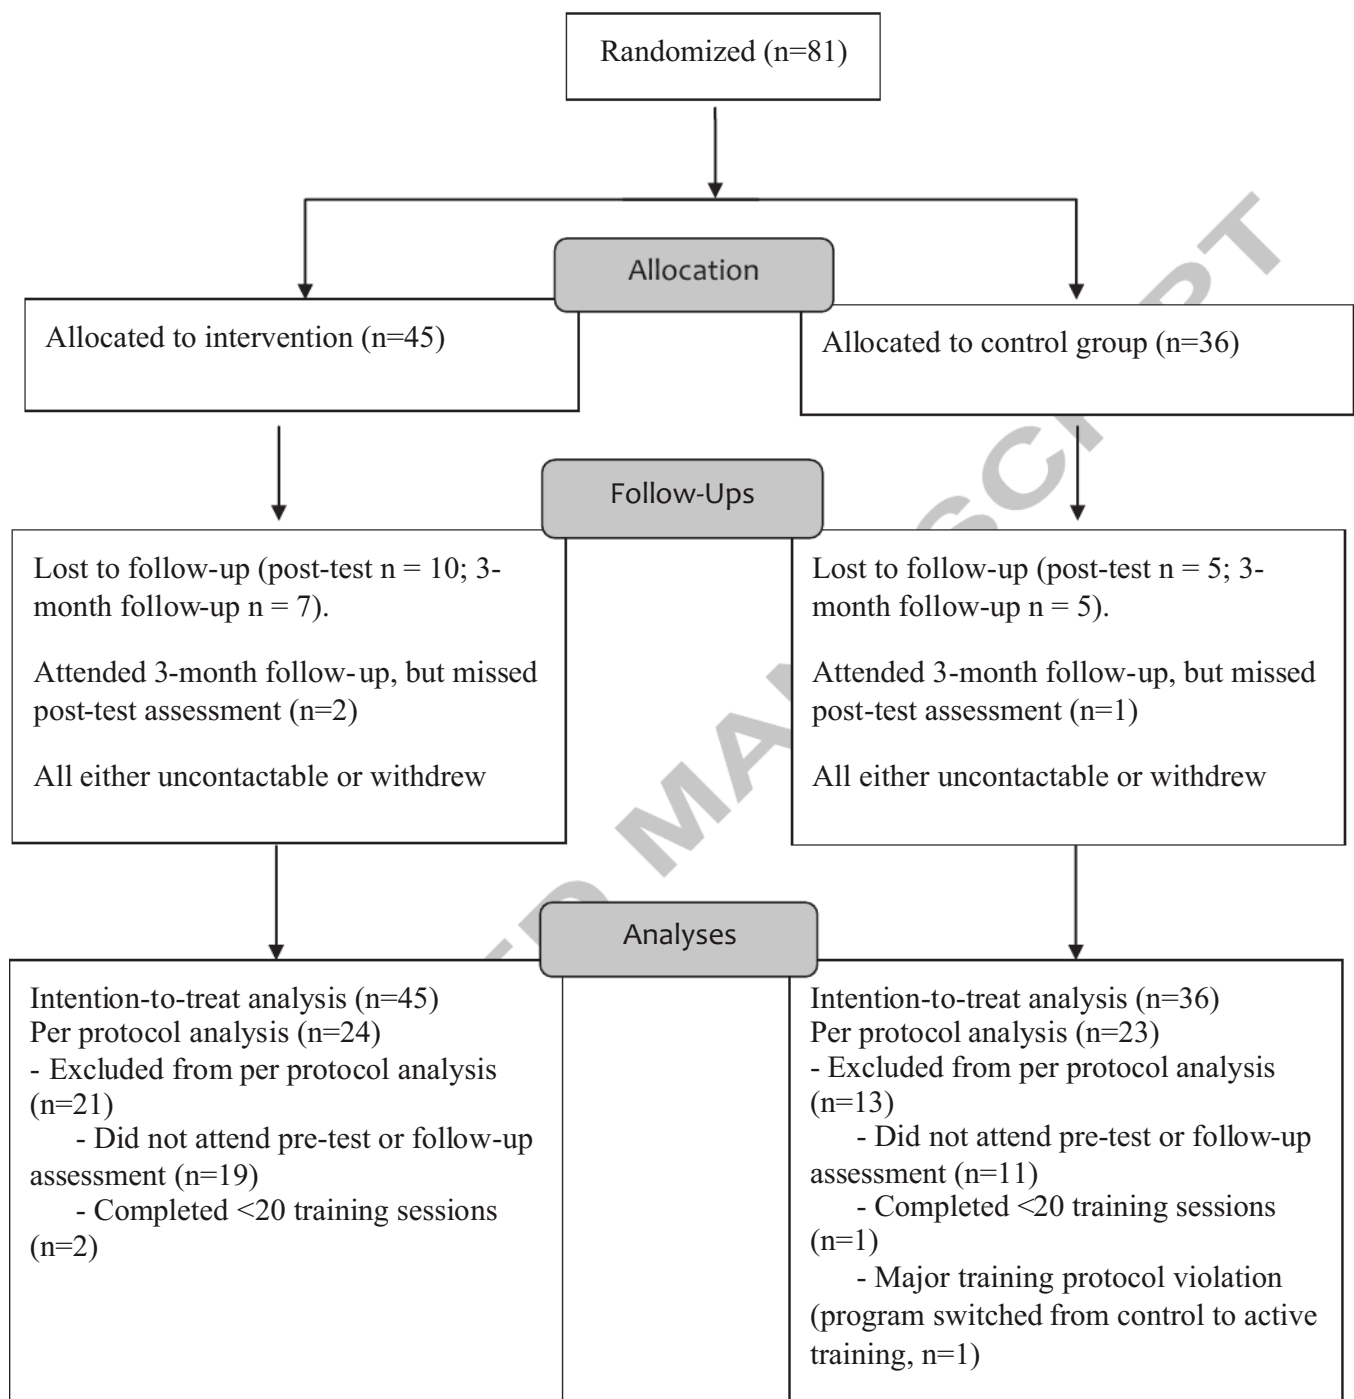 Randomized (n=81)
Allocation
Allocated to intervention (n=45)
Allocated to control group (n=36)
Follow-Ups
Lost to follow-up (post-test n = 10; 3-
month follow-up n = 7).
Attended 3-month follow-up, but missed
post-test assessment (n=2)
All either uncontactable or withdrew
Lost to follow-up (post-test n = 5; 3-
month follow-up n = 5).
Attended 3-month follow-up, but missed
post-test assessment (n=1)
All either uncontactable or withdrew
Analyses
Intention-to-treat analysis (n=45)
Per protocol analysis (n=24)
- Excluded from per protocol analysis
(n=21)
- Did not attend pre-test or follow-up
assessment (n=19)
- Completed <20 training sessions
(n=2)
Intention-to-treat analysis (n=36)
Per protocol analysis (n=23)
- Excluded from per protocol analysis
(n=13)
- Did not attend pre-test or follow-up
assessment (n=11)
- Completed <20 training sessions
(n=1)
- Major training protocol violation
(program switched from control to active
training, n=1)